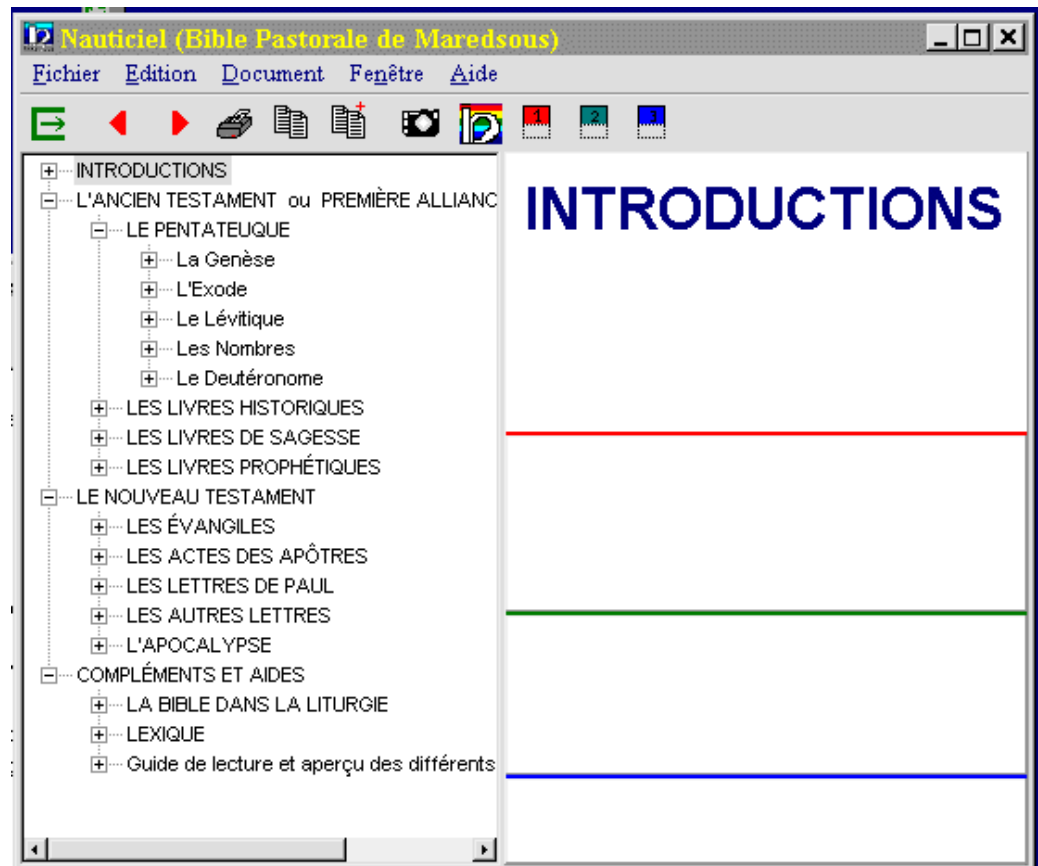 Nauticiel (Bible Pastorale de Maredsous)
Fichier Edition Document Fenêtre Aide
1 2 3
INTRODUCTIONS
L'ANCIEN TESTAMENT ou PREMIÈRE ALLIANC
LE PENTATEUQUE
La Genèse
L'Exode
Le Lévitique
Les Nombres
Le Deutéronome
LES LIVRES HISTORIQUES
LES LIVRES DE SAGESSE
LES LIVRES PROPHÉTIQUES
LE NOUVEAU TESTAMENT
LES ÉVANGILES
LES ACTES DES APÔTRES
LES LETTRES DE PAUL
LES AUTRES LETTRES
L'APOCALYPSE
COMPLÉMENTS ET AIDES
LA BIBLE DANS LA LITURGIE
LEXIQUE
Guide de lecture et aperçu des différents
INTRODUCTIONS